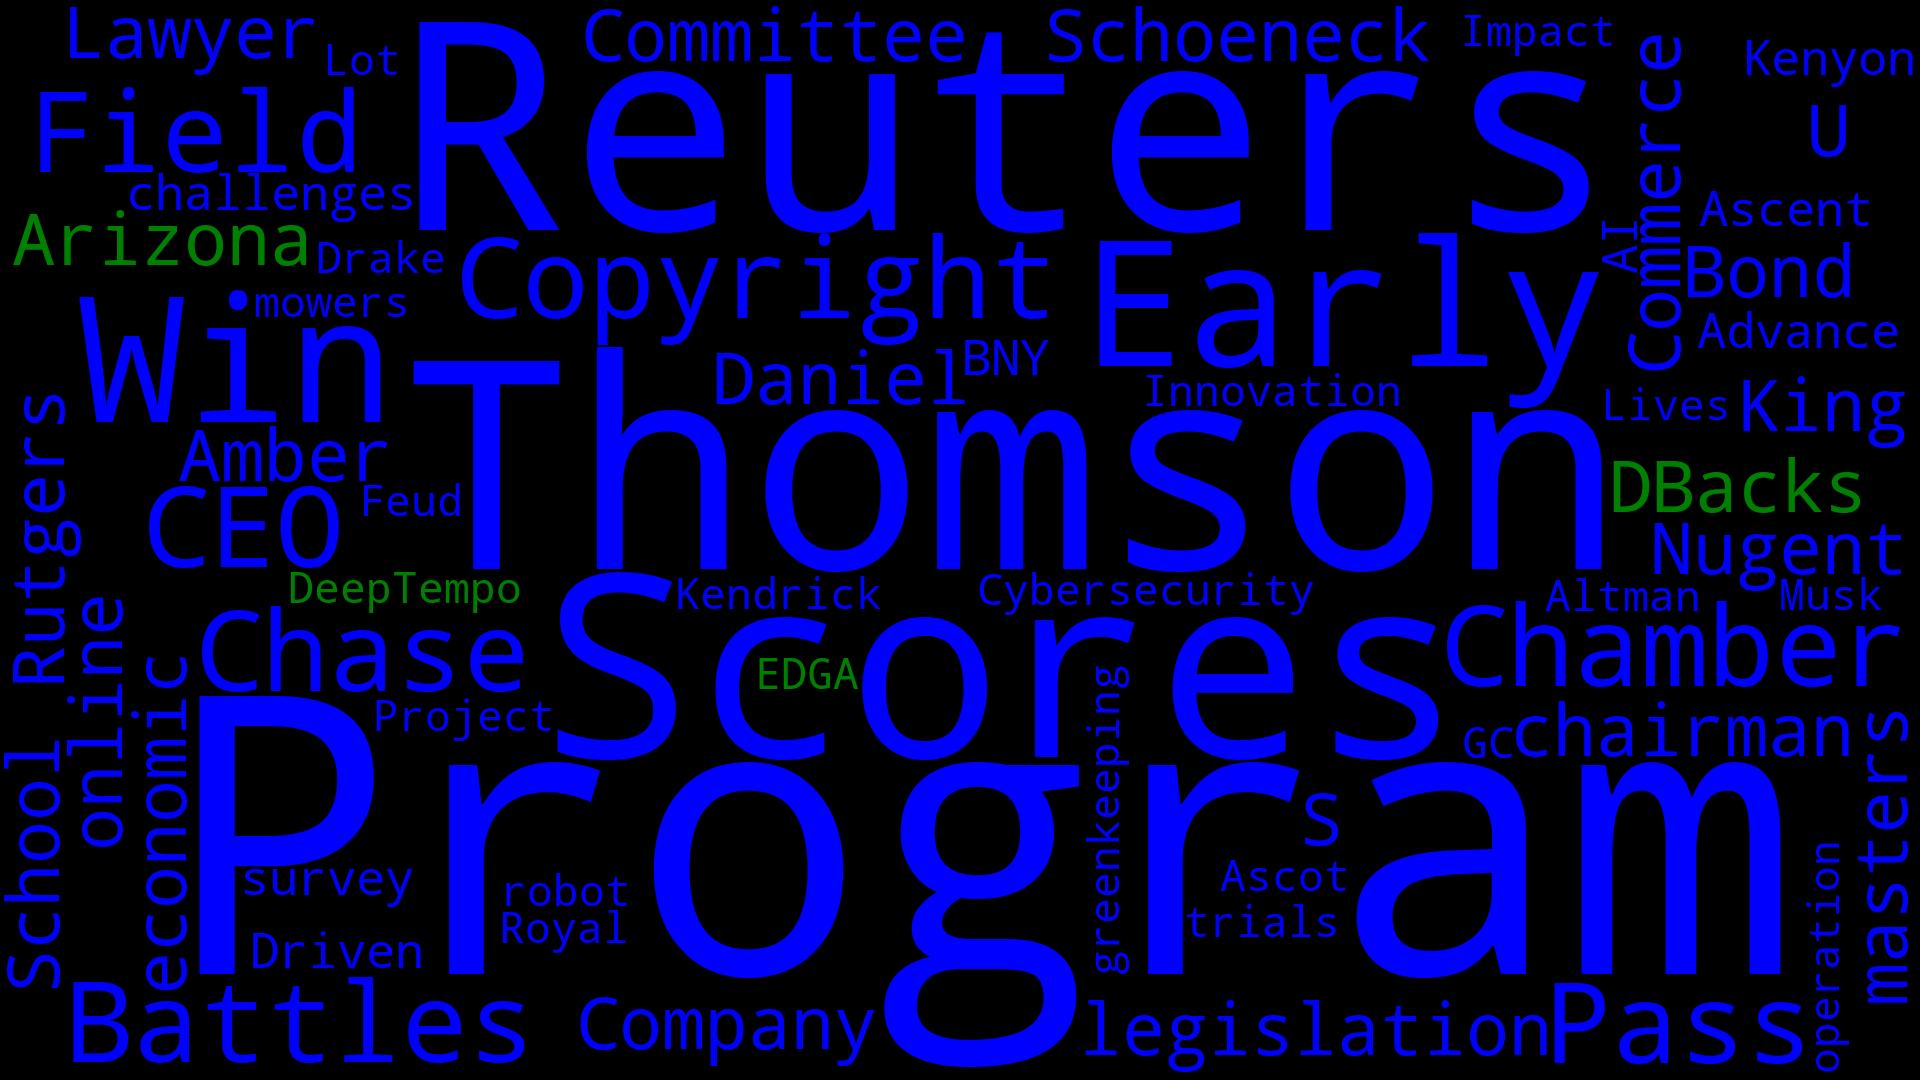 Lawyer
Lot
Reuters
Committee
Schoeneck
Impact
Kenyon
Field
Commerce
U
challenges
Arizona
Drake
Copyright
Early
AI
Ascent
Bond
mowers
Win
Advance
Thomson
Daniel
BNY
Innovation
Lives
King
Rutgers
Amber
CEO
Feud
DBacks
Nugent
DeepTempo
Kendrick
Cybersecurity
Altman
Musk
online
Chase
Scores
EDGA
Chamber
economic
Project
greenkeeping
GC
chairman
School
Program
S
masters
survey
robot
Royal
Ascot
trials
Driven
operation
Battles
Company
legislation
Pass